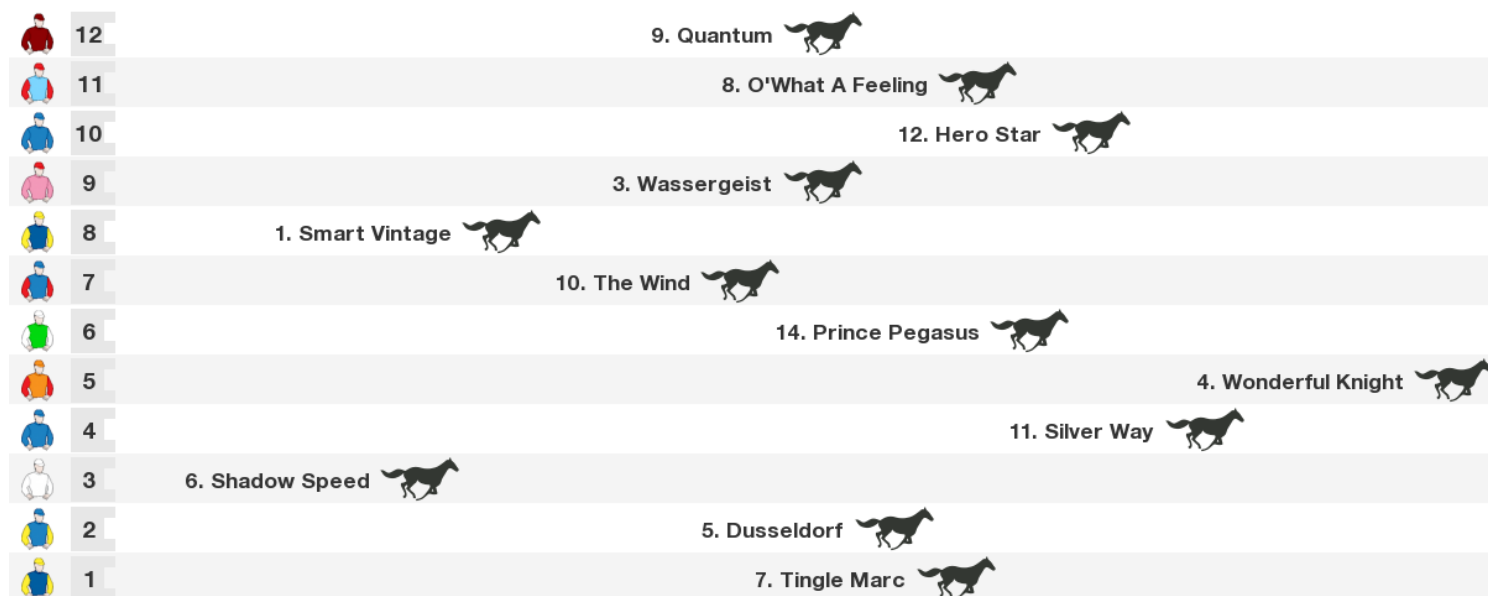 12 9. Quantum
11 8. O'What A Feeling
10 12. Hero Star
9 3. Wassergeist
8 1. Smart Vintage
7 10. The Wind
6 14. Prince Pegasus
5 4. Wonderful Knight
4 11. Silver Way
3 6. Shadow Speed
2 5. Dusseldorf
1 7. Tingle Marc